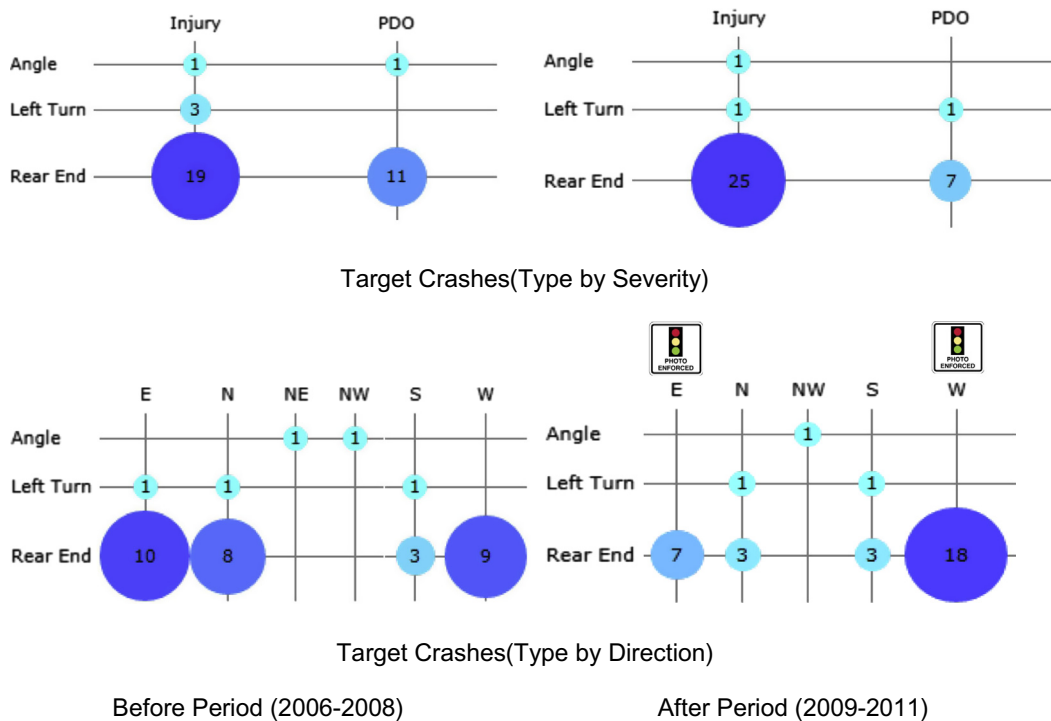 Injury PDO
Angle 1 1
Left Turn 3
Rear End 19 11
Injury PDO
Angle 1
Left Turn 1 1
Rear End 25 7
Target Crashes(Type by Severity)
E N NE NW S W
Angle 1 1
Left Turn 1 1 1
Rear End 10 8 3 9
PHOTO
ENFORCED
PHOTO
ENFORCED
E N NW S W
Angle 1
Left Turn 1 1
Rear End 7 3 3 18
Target Crashes(Type by Direction)
Before Period (2006-2008) After Period (2009-2011)